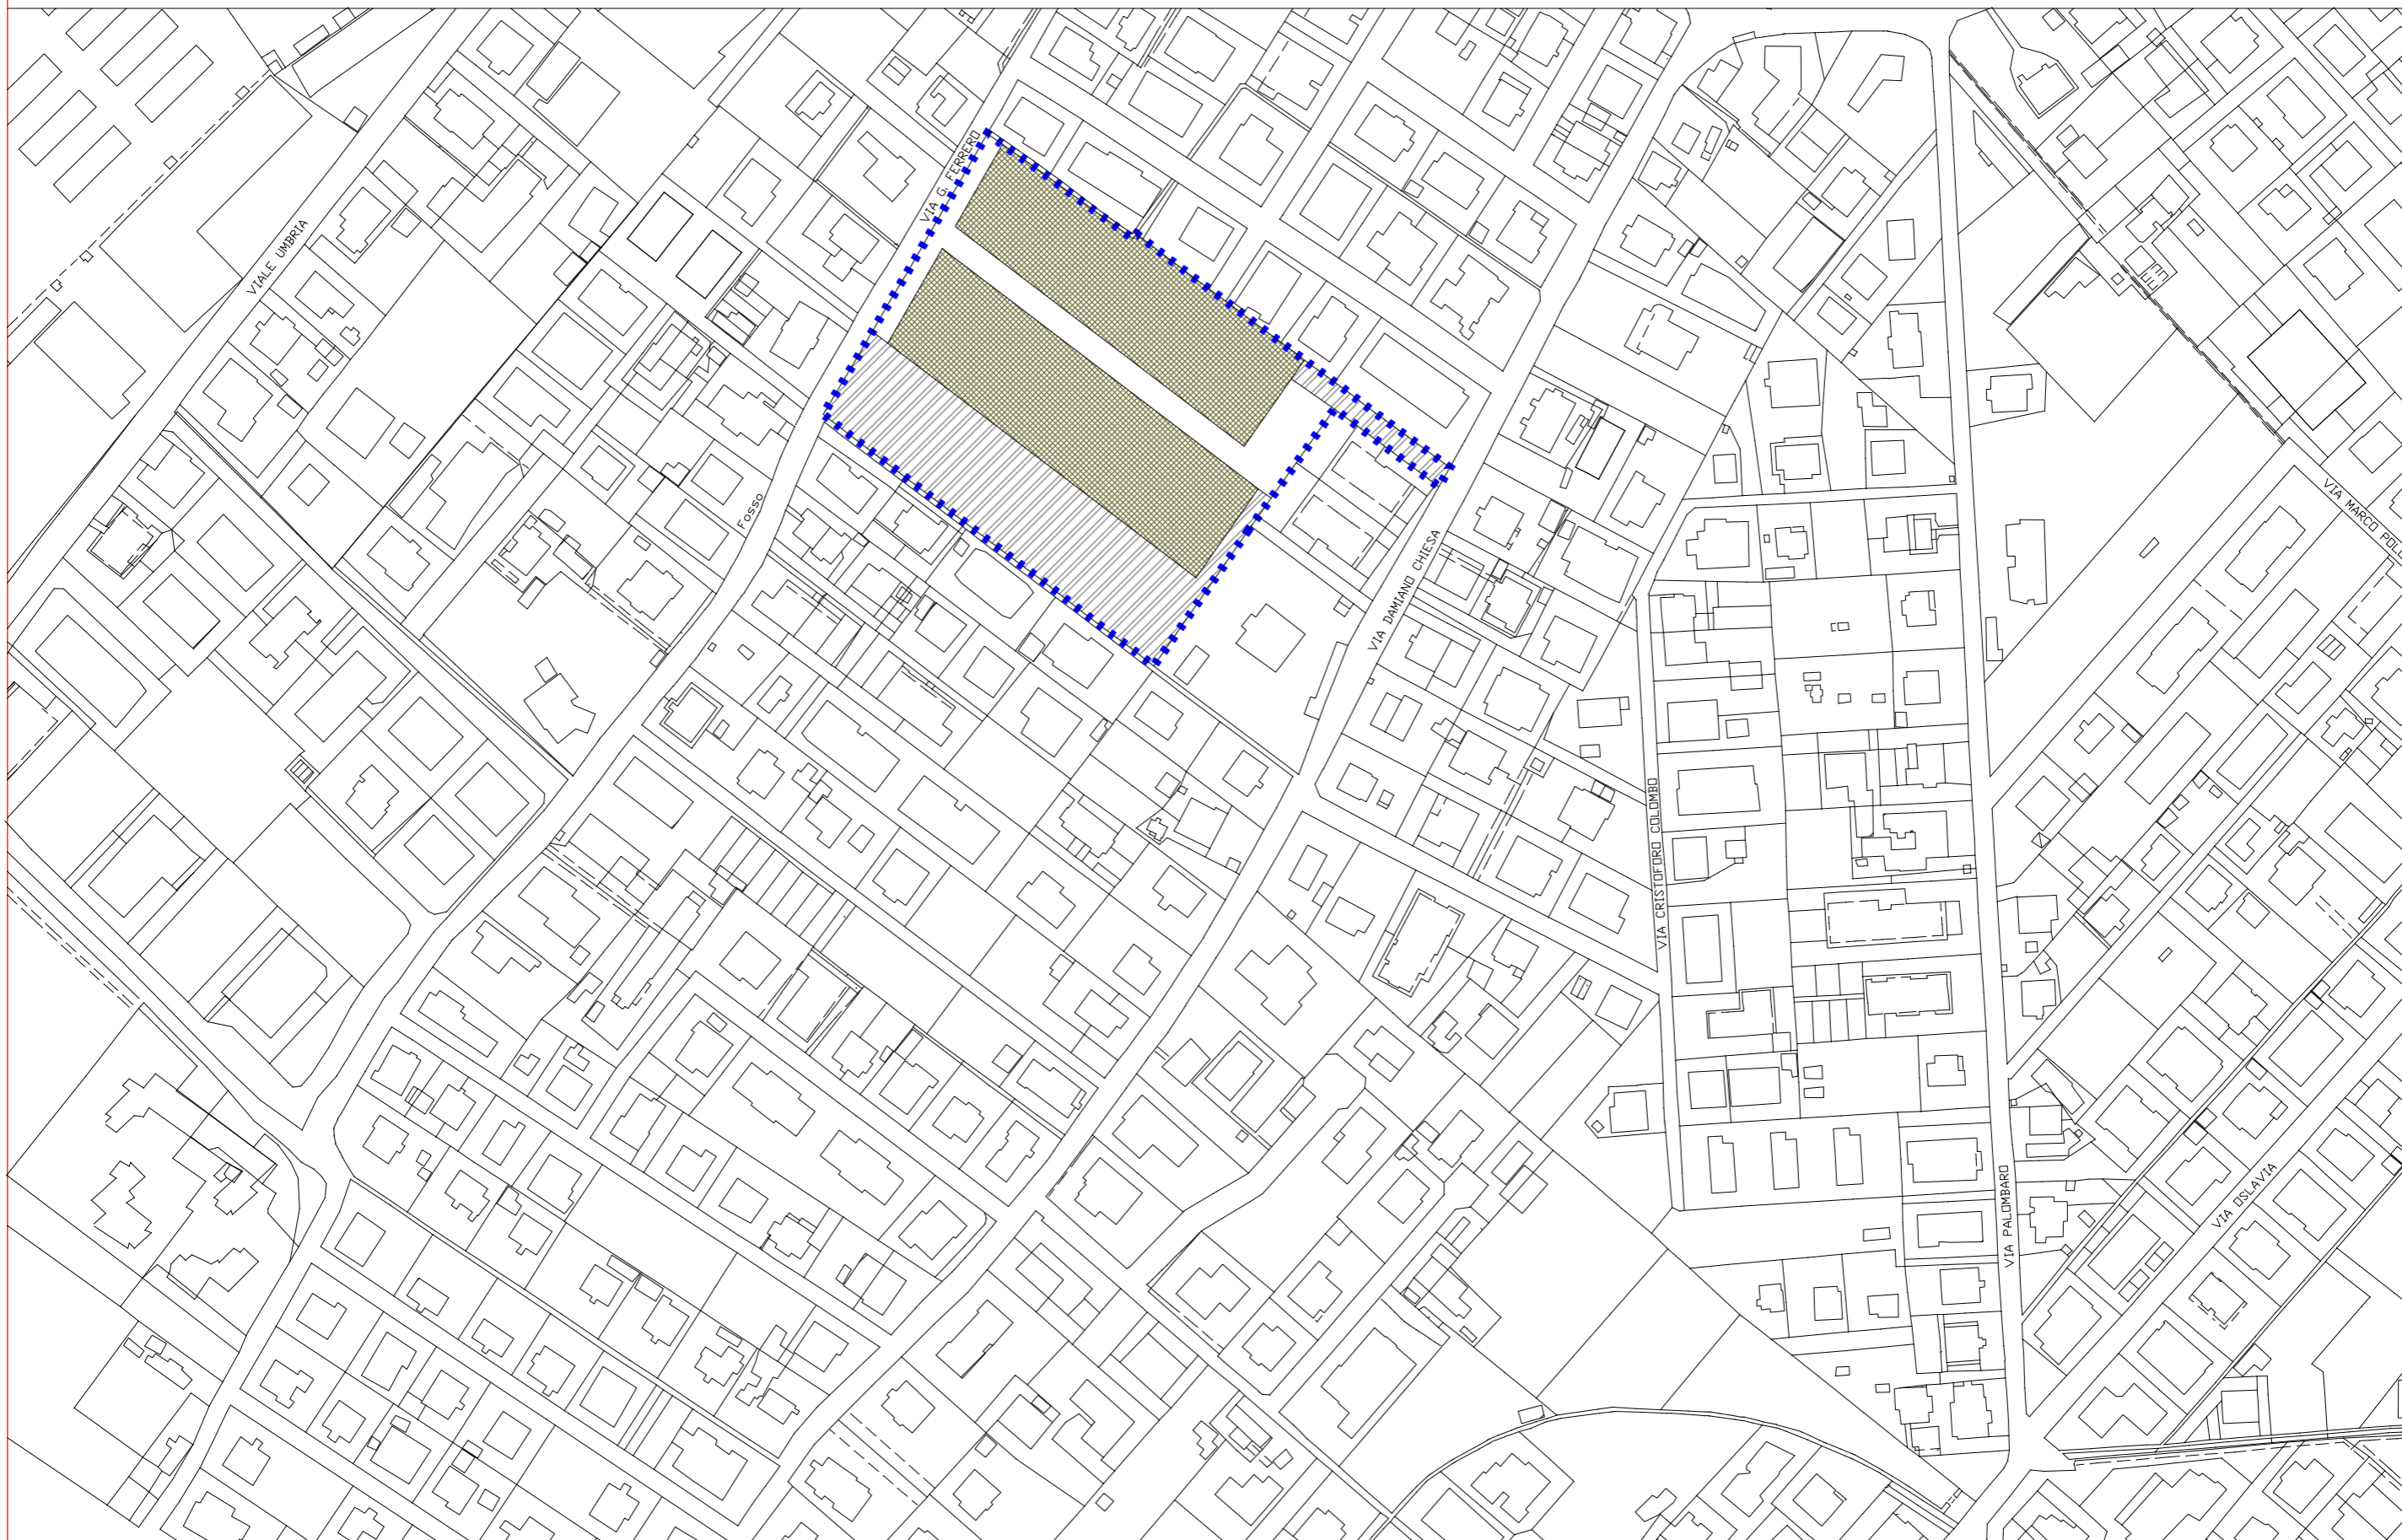 VIA G. FERRERO
VIALE UMBRIA
Fosso
VIA DAMIANO CHIESA
VIA MARCO POLO
VIA CRISTOFORO COLOMBO
VIA PALOMBARO
VIA OSLAVIA